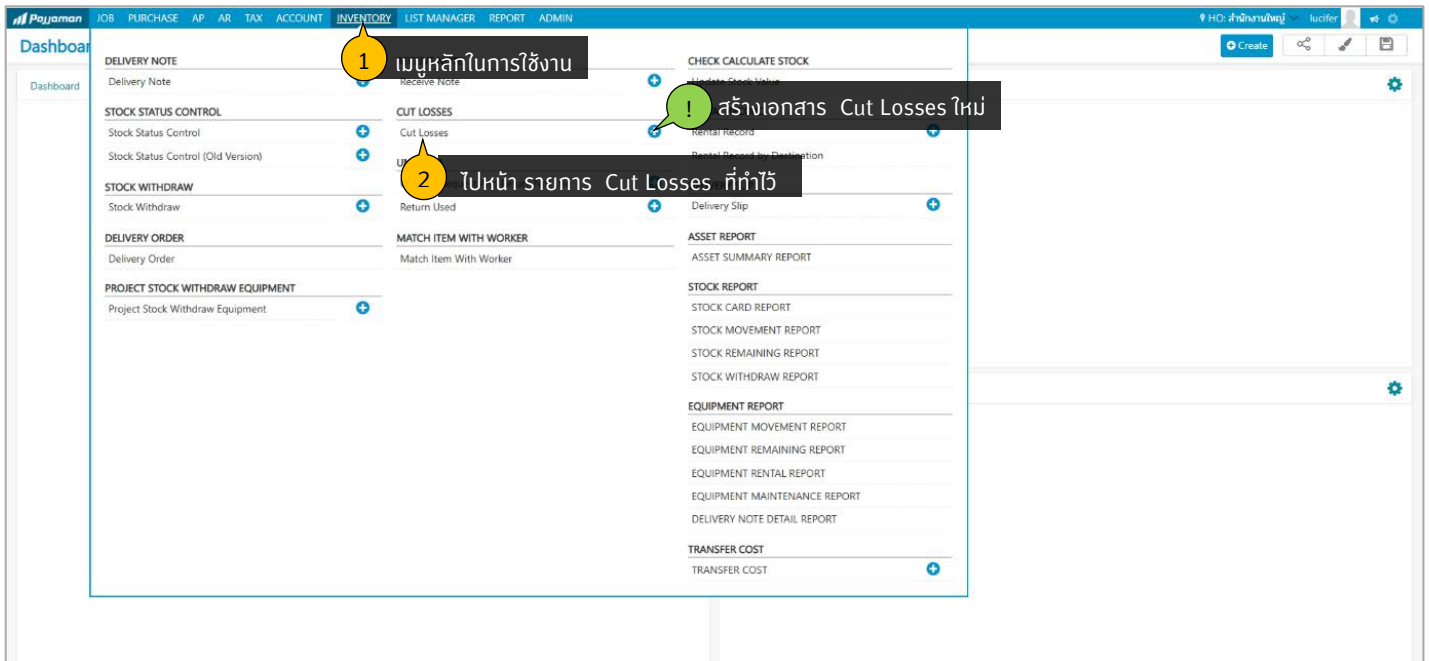 Pojjaman JOB PURCHASE AP AR TAX ACCOUNT INVENTORY LIST MANAGER REPORT ADMIN HO: สำนักงานใหญ่ lucifer
Dashboar Create
Dashboard
DELIVERY NOTE
Delivery Note
STOCK STATUS CONTROL
Stock Status Control
Stock Status Control (Old Version)
STOCK WITHDRAW
Stock Withdraw
DELIVERY ORDER
Delivery Order
PROJECT STOCK WITHDRAW EQUIPMENT
Project Stock Withdraw Equipment
1 เมนูหลักในการใช้งาน
Receive Note
CUT LOSSES
Cut Losses
! สร้างเอกสาร Cut Losses ใหม่
2 ไปหน้า รายการ Cut Losses ที่ทำไว้
Return Used
MATCH ITEM WITH WORKER
Match Item With Worker
CHECK CALCULATE STOCK
Update Stock Value
Rental Record
Rental Record by Destination
Delivery Slip
ASSET REPORT
ASSET SUMMARY REPORT
STOCK REPORT
STOCK CARD REPORT
STOCK MOVEMENT REPORT
STOCK REMAINING REPORT
STOCK WITHDRAW REPORT
EQUIPMENT REPORT
EQUIPMENT MOVEMENT REPORT
EQUIPMENT REMAINING REPORT
EQUIPMENT RENTAL REPORT
EQUIPMENT MAINTENANCE REPORT
DELIVERY NOTE DETAIL REPORT
TRANSFER COST
TRANSFER COST